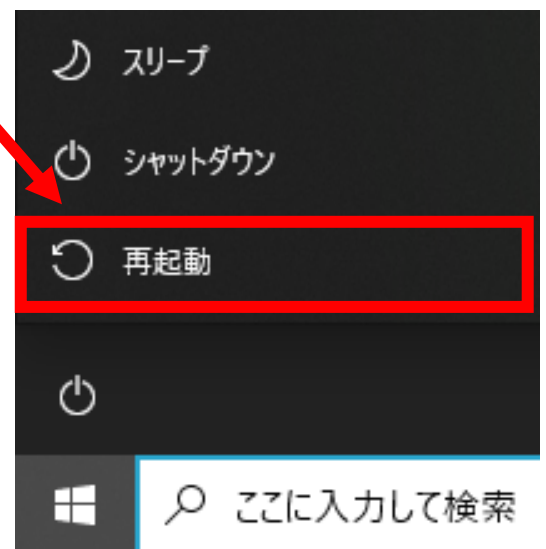 スリープ
シャットダウン
再起動
ここに入力して検索